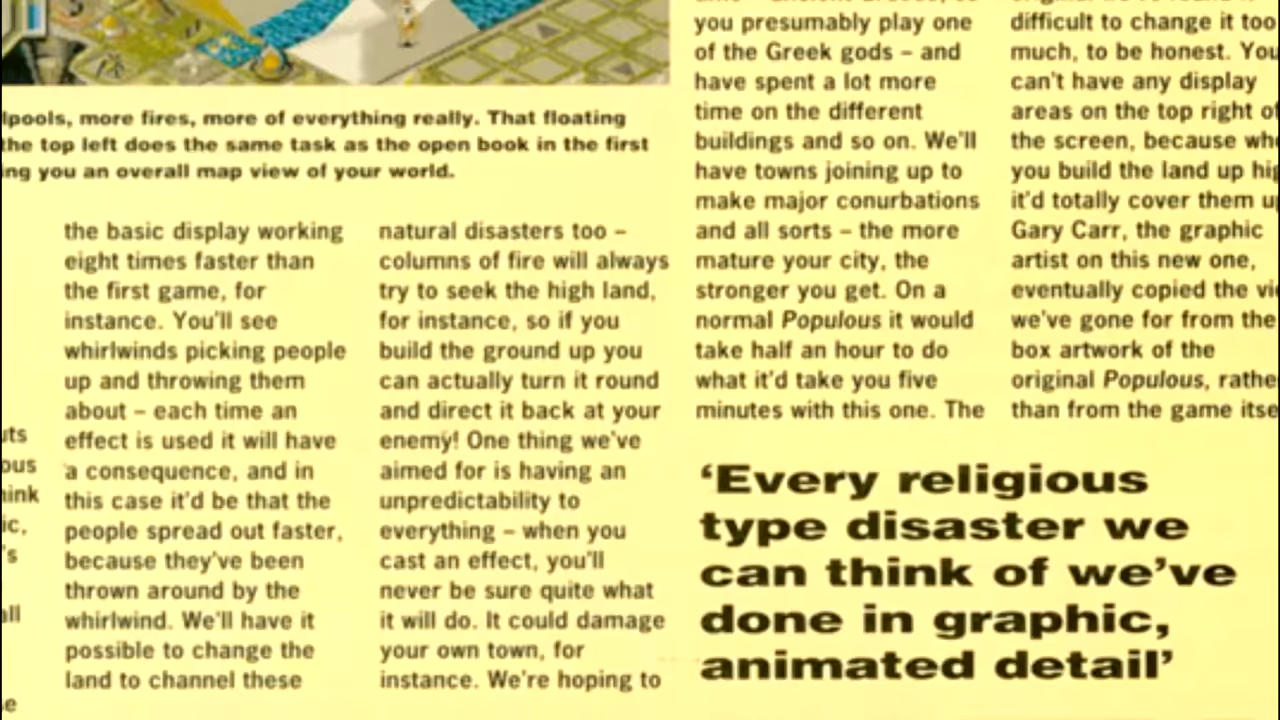 lpools, more fires, more of everything really. That floating
the top left does the same task as the open book in the first
ing you an overall map view of your world.
uts
ous
hink
ic,
's
all
se
the basic display working
eight times faster than
the first game, for
instance. You'll see
whirlwinds picking people
up and throwing them
about – each time an
effect is used it will have
a consequence, and in
this case it'd be that the
people spread out faster,
because they've been
thrown around by the
whirlwind. We'll have it
possible to change the
land to channel these
natural disasters too –
columns of fire will always
try to seek the high land,
for instance, so if you
build the ground up you
can actually turn it round
and direct it back at your
enemy! One thing we've
aimed for is having an
unpredictability to
everything – when you
cast an effect, you'll
never be sure quite what
it will do. It could damage
your own town, for
instance. We're hoping to
you presumably play one
of the Greek gods – and
have spent a lot more
time on the different
buildings and so on. We'll
have towns joining up to
make major conurbations
and all sorts – the more
mature your city, the
stronger you get. On a
normal Populous it would
take half an hour to do
what it'd take you five
minutes with this one. The
difficult to change it too
much, to be honest. You
can't have any display
areas on the top right of
the screen, because whe
you build the land up hig
it'd totally cover them up
Gary Carr, the graphic
artist on this new one,
eventually copied the vie
we've gone for from the
box artwork of the
original Populous, rathe
than from the game itse
‘Every religious
type disaster we
can think of we’ve
done in graphic,
animated detail’